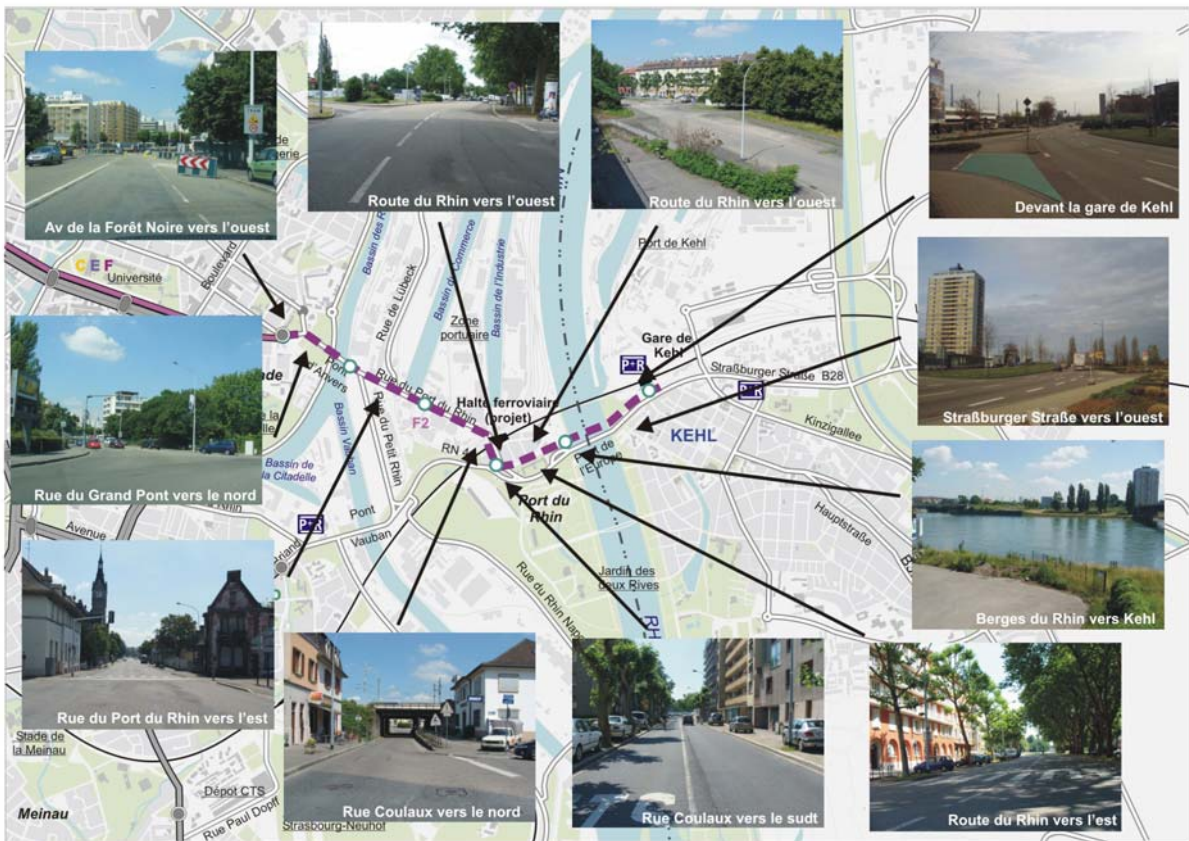 Av de la Forêt Noire vers l'ouest
Route du Rhin vers l'ouest
Route du Rhin vers l'ouest
Devant la gare de Kehl
C E F
Université
Boulevard
Rue de Lübeck
Bassin du Commerce
Bassin de l'Industrie
Port de Kehl
Zone
portuaire
Gare de
Kehl
P+R
Straßburger Straße B28
Straßburger Straße vers l'ouest
Pont
d'Anvers
Rue du Port du Rhin
Halte ferroviaire
(projet)
F2
RN 4
Bassin Vauban
Rue du Petit Rhin
Bassin de
la Citadelle
Rue du Grand Pont vers le nord
KEHL
Kinzigallee
Hauptstraße
Pont de
l'Europe
Port du
Rhin
P+R
Pont
Vauban
Avenue
Jardin des
deux Rives
Berges du Rhin vers Kehl
Rue du Port du Rhin vers l'est
Stade de
la Meinau
Meinau
Dépôt CTS
Rue Paul Dopff
Strasbourg-Neuhof
Rue Coulaux vers le nord
Rue Coulaux vers le sudt
Route du Rhin vers l'est